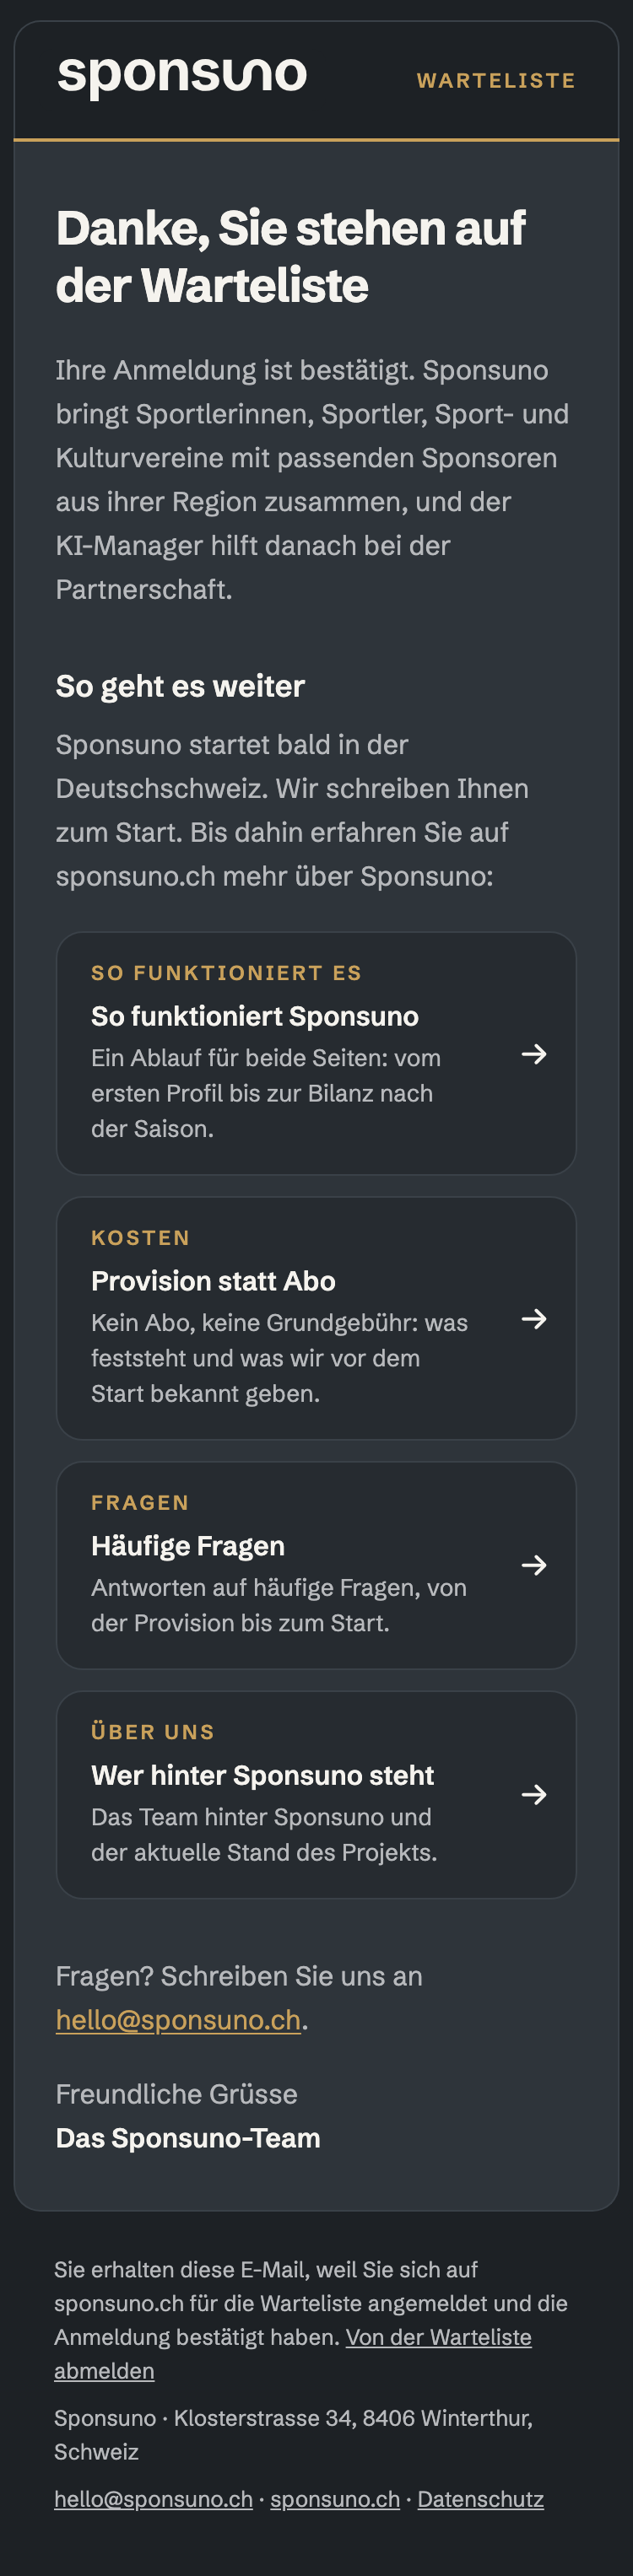 sponsuno
WARTELISTE
Danke, Sie stehen auf
der Warteliste
Ihre Anmeldung ist bestätigt. Sponsuno
bringt Sportlerinnen, Sportler, Sport- und
Kulturvereine mit passenden Sponsoren
aus ihrer Region zusammen, und der
KI-Manager hilft danach bei der
Partnerschaft.
So geht es weiter
Sponsuno startet bald in der
Deutschschweiz. Wir schreiben Ihnen
zum Start. Bis dahin erfahren Sie auf
sponsuno.ch mehr über Sponsuno:
SO FUNKTIONIERT ES
So funktioniert Sponsuno
Ein Ablauf für beide Seiten: vom
ersten Profil bis zur Bilanz nach
der Saison.
→
KOSTEN
Provision statt Abo
Kein Abo, keine Grundgebühr: was
feststeht und was wir vor dem
Start bekannt geben.
→
FRAGEN
Häufige Fragen
Antworten auf häufige Fragen, von
der Provision bis zum Start.
→
ÜBER UNS
Wer hinter Sponsuno steht
Das Team hinter Sponsuno und
der aktuelle Stand des Projekts.
→
Fragen? Schreiben Sie uns an
hello@sponsuno.ch.
Freundliche Grüsse
Das Sponsuno-Team
Sie erhalten diese E-Mail, weil Sie sich auf
sponsuno.ch für die Warteliste angemeldet und die
Anmeldung bestätigt haben. Von der Warteliste
abmelden
Sponsuno · Klosterstrasse 34, 8406 Winterthur,
Schweiz
hello@sponsuno.ch · sponsuno.ch · Datenschutz